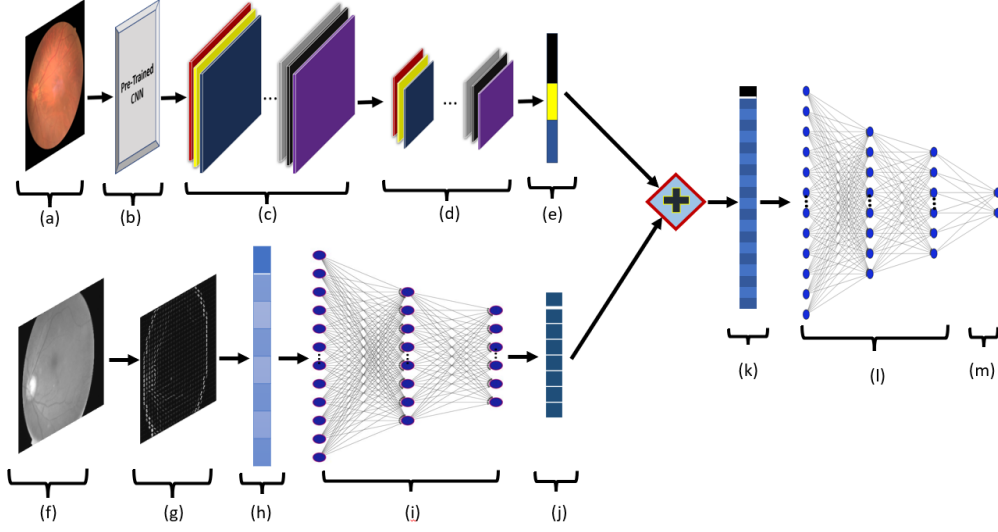 Pre-Trained
CNN
...
...
(a)
(b)
(c)
(d)
(e)
(f)
(g)
(h)
(i)
(j)
(k)
(l)
(m)